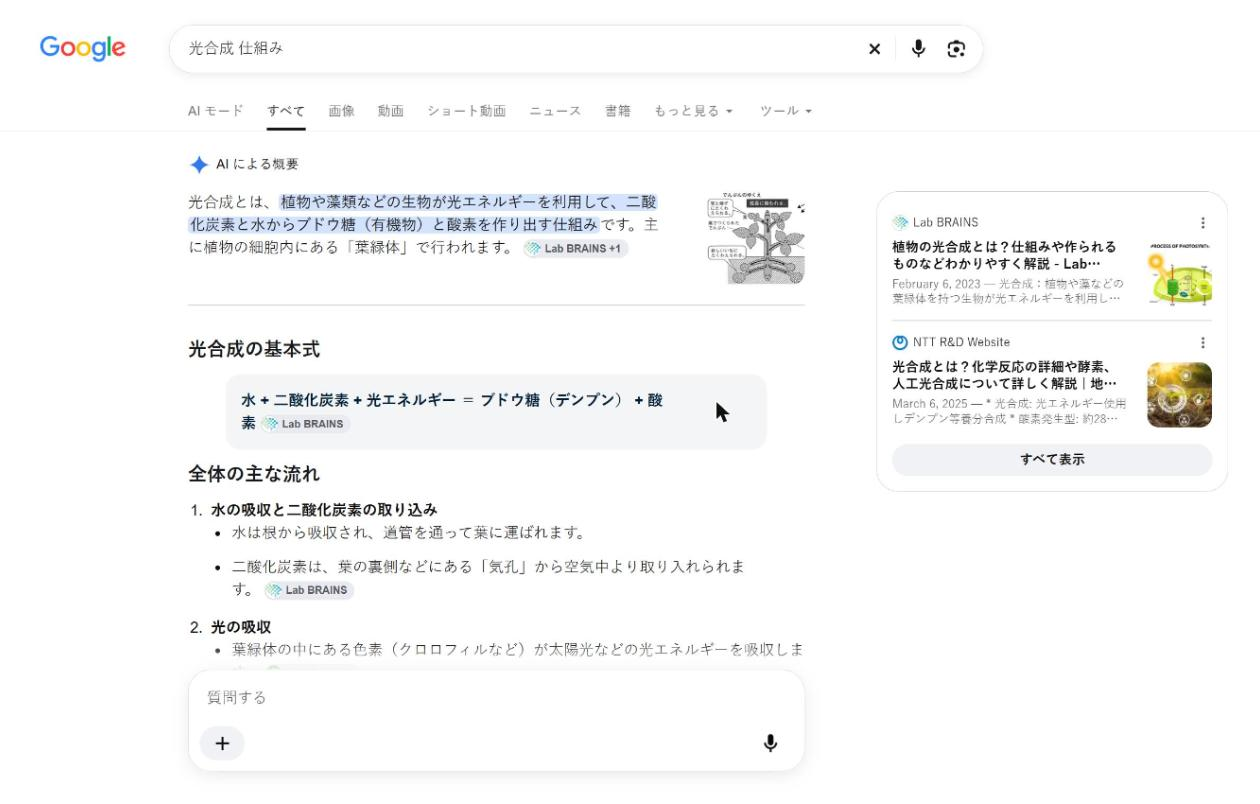 Google
光合成 仕組み
AI モード すべて 画像 動画 ショート動画 ニュース 書籍 もっと見る ツール
AI による概要
光合成とは、植物や藻類などの生物が光エネルギーを利用して、二酸
化炭素と水からブドウ糖（有機物）と酸素を作り出す仕組みです。主
に植物の細胞内にある「葉緑体」で行われます。 Lab BRAINS +1
でんぷんのゆくえ
光合成の基本式
水 + 二酸化炭素 + 光エネルギー ＝ ブドウ糖（デンプン） + 酸
素 Lab BRAINS
全体の主な流れ
1. 水の吸収と二酸化炭素の取り込み
• 水は根から吸収され、道管を通って葉に運ばれます。
• 二酸化炭素は、葉の裏側などにある「気孔」から空気中より取り入れられま
す。 Lab BRAINS
2. 光の吸収
• 葉緑体の中にある色素（クロロフィルなど）が太陽光などの光エネルギーを吸収しま
質問する
Lab BRAINS
植物の光合成とは？仕組みや作られる
ものなどわかりやすく解説 - Lab…
February 6, 2023 — 光合成：植物や藻などの
葉緑体を持つ生物が光エネルギーを利用し…
PROCESS OF PHOTOSYNTH
NTT R&D Website
光合成とは？化学反応の詳細や酵素、
人工光合成について詳しく解説｜地…
March 6, 2025 — * 光合成: 光エネルギー使用
しデンプン等養分合成 * 酸素発生型: 約28…
すべて表示